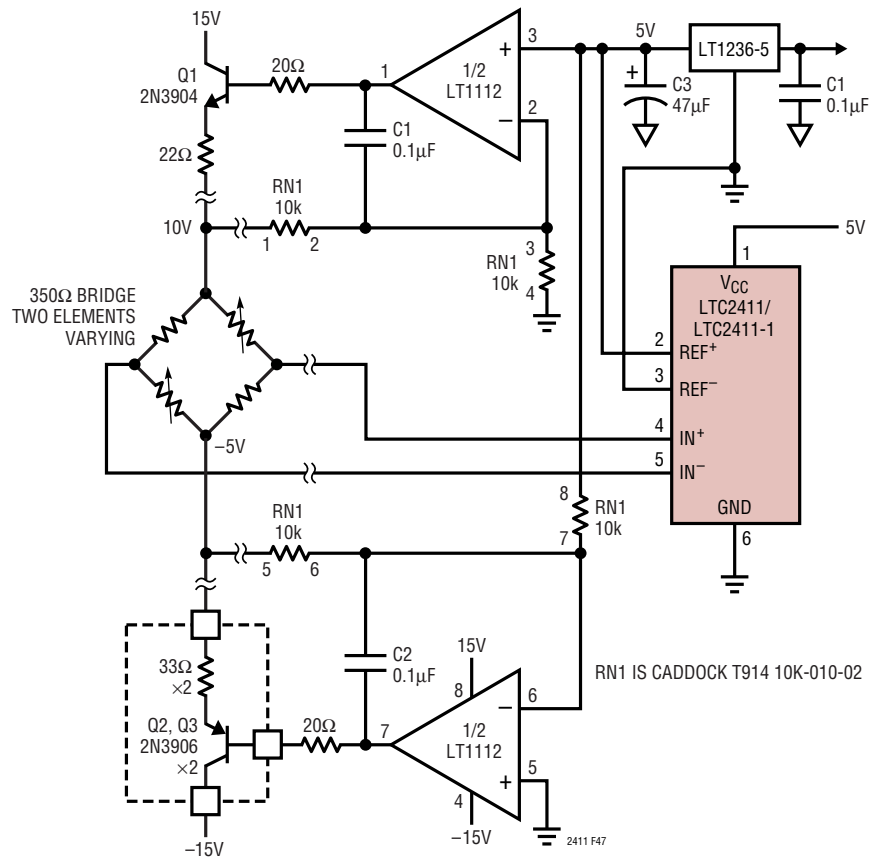 15V
Q1
2N3904
20Ω
1
1/2
LT1112
+
3
–
2
5V
LT1236-5
+
C3
47µF
C1
0.1µF
22Ω
C1
0.1µF
RN1
10k
10V
1
2
RN1
10k
3
4
5V
1
VCC
LTC2411/
LTC2411-1
2
REF+
3
REF–
4
IN+
5
IN–
GND
6
350Ω BRIDGE
TWO ELEMENTS
VARYING
–5V
RN1
10k
5
6
8
7
RN1
10k
33Ω
×2
Q2, Q3
2N3906
×2
20Ω
C2
0.1µF
7
15V
8
1/2
LT1112
–
6
+
5
4
–15V
–15V
RN1 IS CADDOCK T914 10K-010-02
2411 F47